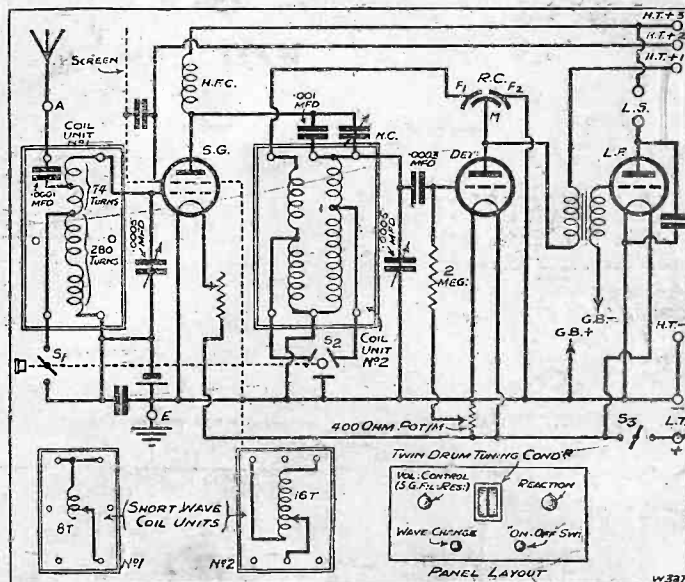 H.T.+3
H.T.+2
H.T.+1
SCREEN
H.F.C.
.001
MFD
R.C.
F1
F2
M
N.C.
L.S.
A
COIL
UNIT
Nº1
S.G.
DET.
L.F.
.0003
MFD
.0001
MFD
74
TURNS
280
TURNS
.0005
MFD
.0005
MFD
2
MEG.
G.B.-
G.B.+
H.T.-
COIL
UNIT
Nº2
S1
S2
E
400 OHM. POT/M
S3
L.T.
+
TWIN DRUM TUNING COND'R
VOL. CONTROL
(S.G. FIL. RES.)
REACTION
WAVE CHANGE
"ON-OFF" SW.
PANEL LAYOUT
8T
SHORT WAVE
COIL UNITS
16T
Nº1
Nº2